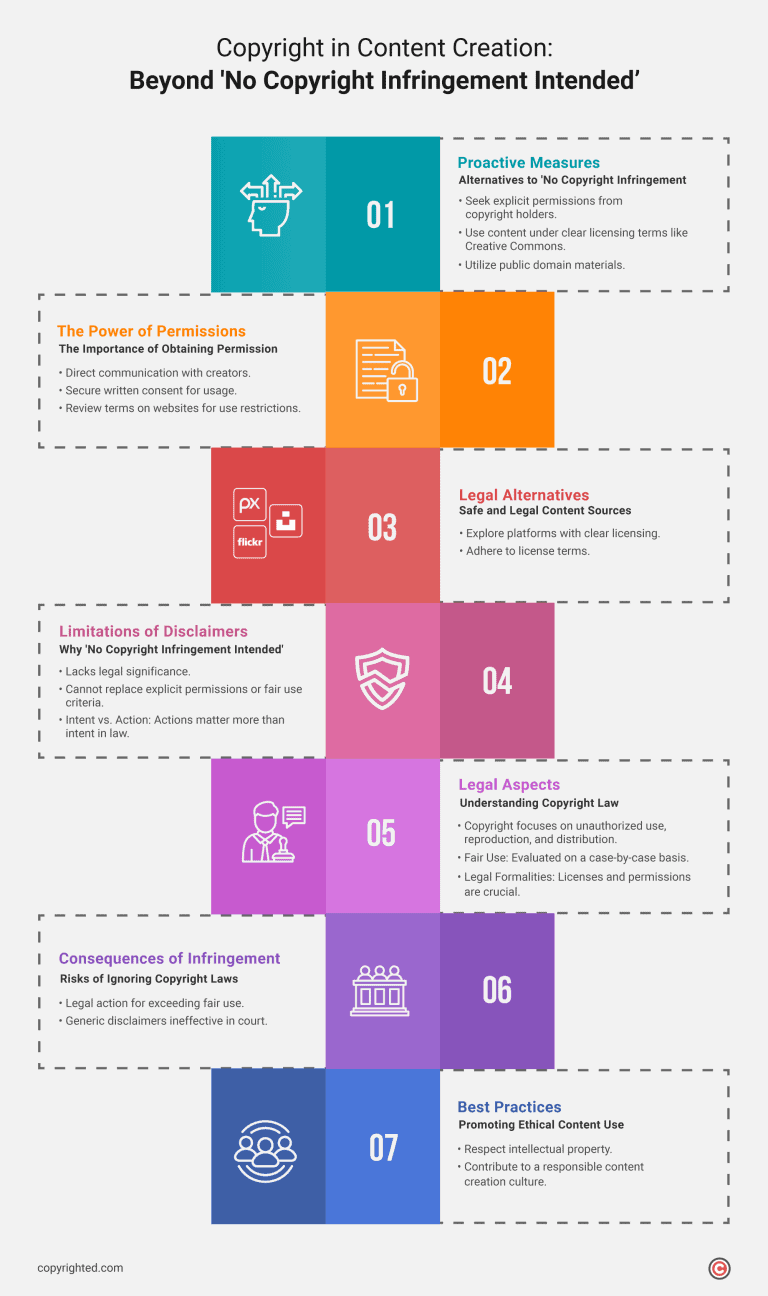 Copyright in Content Creation:
Beyond 'No Copyright Infringement Intended’
01
Proactive Measures
Alternatives to 'No Copyright Infringement
• Seek explicit permissions from
copyright holders.
• Use content under clear licensing terms like
Creative Commons.
• Utilize public domain materials.
The Power of Permissions
The Importance of Obtaining Permission
• Direct communication with creators.
• Secure written consent for usage.
• Review terms on websites for use restrictions.
02
px
flickr
03
Legal Alternatives
Safe and Legal Content Sources
• Explore platforms with clear licensing.
• Adhere to license terms.
Limitations of Disclaimers
Why 'No Copyright Infringement Intended'
• Lacks legal significance.
• Cannot replace explicit permissions or fair use
criteria.
• Intent vs. Action: Actions matter more than
intent in law.
04
05
Legal Aspects
Understanding Copyright Law
• Copyright focuses on unauthorized use,
reproduction, and distribution.
• Fair Use: Evaluated on a case-by-case basis.
• Legal Formalities: Licenses and permissions
are crucial.
Consequences of Infringement
Risks of Ignoring Copyright Laws
• Legal action for exceeding fair use.
• Generic disclaimers ineffective in court.
06
07
Best Practices
Promoting Ethical Content Use
• Respect intellectual property.
• Contribute to a responsible content
creation culture.
copyrighted.com
C